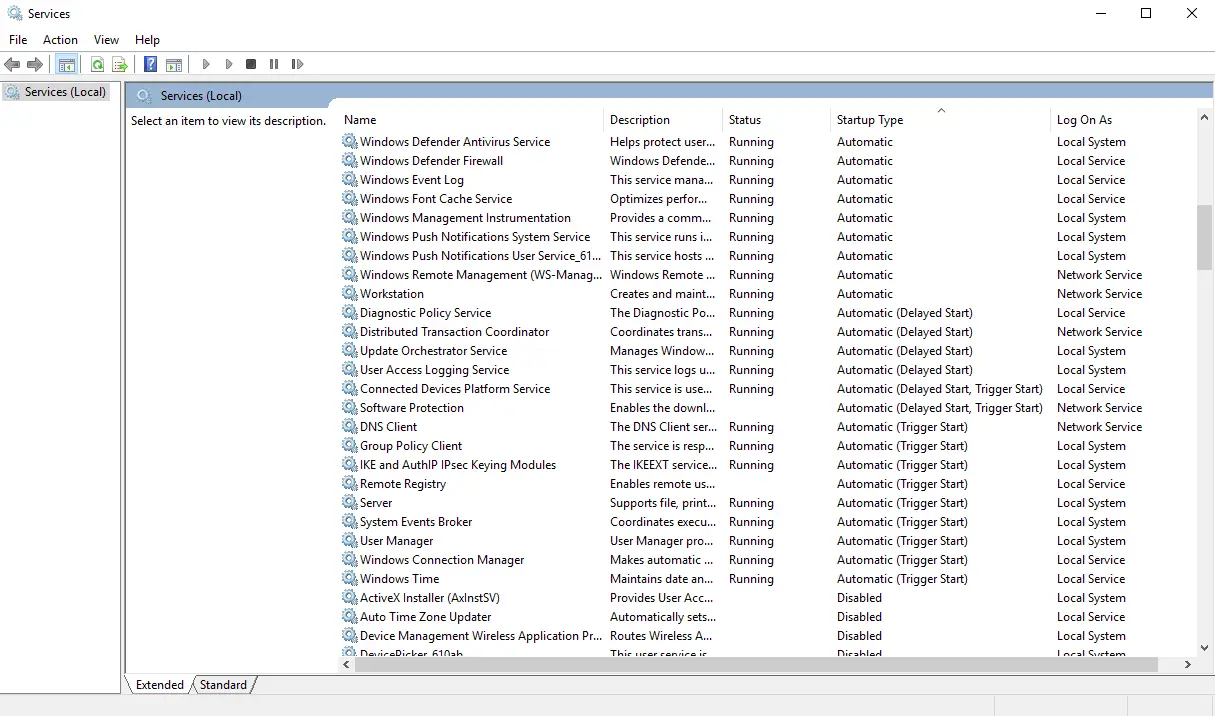 Services
File Action View Help
Services (Local)
Services (Local)
Select an item to view its description.
Name Description Status Startup Type Log On As
Windows Defender Antivirus Service Helps protect user... Running Automatic Local System
Windows Defender Firewall Windows Defende... Running Automatic Local Service
Windows Event Log This service mana... Running Automatic Local Service
Windows Font Cache Service Optimizes perfor... Running Automatic Local Service
Windows Management Instrumentation Provides a comm... Running Automatic Local System
Windows Push Notifications System Service This service runs i... Running Automatic Local System
Windows Push Notifications User Service_61... This service hosts ... Running Automatic Local System
Windows Remote Management (WS-Manag... Windows Remote ... Running Automatic Network Service
Workstation Creates and maint... Running Automatic Network Service
Diagnostic Policy Service The Diagnostic Po... Running Automatic (Delayed Start) Local Service
Distributed Transaction Coordinator Coordinates trans... Running Automatic (Delayed Start) Network Service
Update Orchestrator Service Manages Window... Running Automatic (Delayed Start) Local System
User Access Logging Service This service logs u... Running Automatic (Delayed Start) Local System
Connected Devices Platform Service This service is use... Running Automatic (Delayed Start, Trigger Start) Local Service
Software Protection Enables the downl... Automatic (Delayed Start, Trigger Start) Network Service
DNS Client The DNS Client ser... Running Automatic (Trigger Start) Network Service
Group Policy Client The service is resp... Running Automatic (Trigger Start) Local System
IKE and AuthIP IPsec Keying Modules The IKEEXT service... Running Automatic (Trigger Start) Local System
Remote Registry Enables remote us... Automatic (Trigger Start) Local Service
Server Supports file, print... Running Automatic (Trigger Start) Local System
System Events Broker Coordinates execu... Running Automatic (Trigger Start) Local System
User Manager User Manager pro... Running Automatic (Trigger Start) Local System
Windows Connection Manager Makes automatic ... Running Automatic (Trigger Start) Local Service
Windows Time Maintains date an... Running Automatic (Trigger Start) Local Service
ActiveX Installer (AxInstSV) Provides User Acc... Disabled Local System
Auto Time Zone Updater Automatically sets... Disabled Local Service
Device Management Wireless Application Pr... Routes Wireless A... Disabled Local System
DevicePicker_610ab This user service is Disabled Local System
Extended Standard